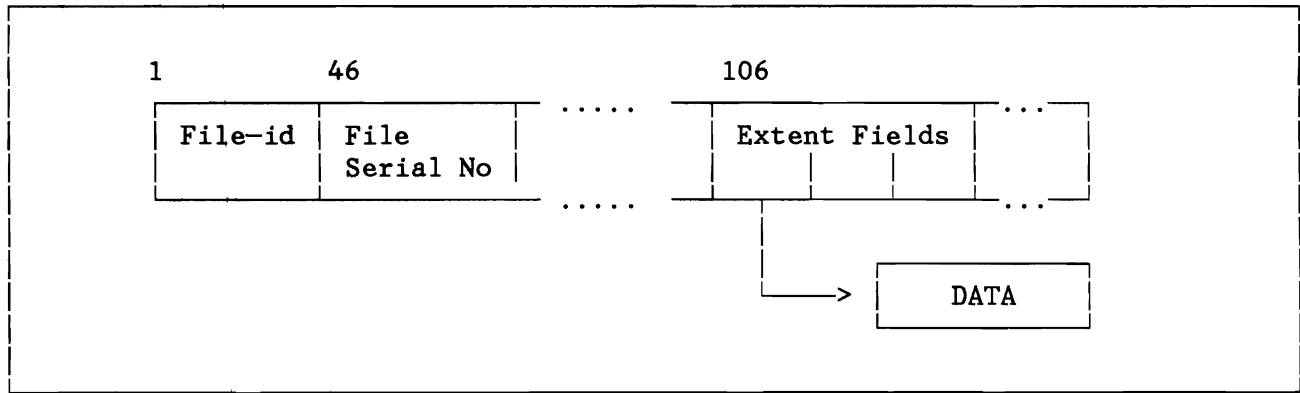 1 46 106
..... ...
File-id File Extent Fields
Serial No
..... ...
> DATA